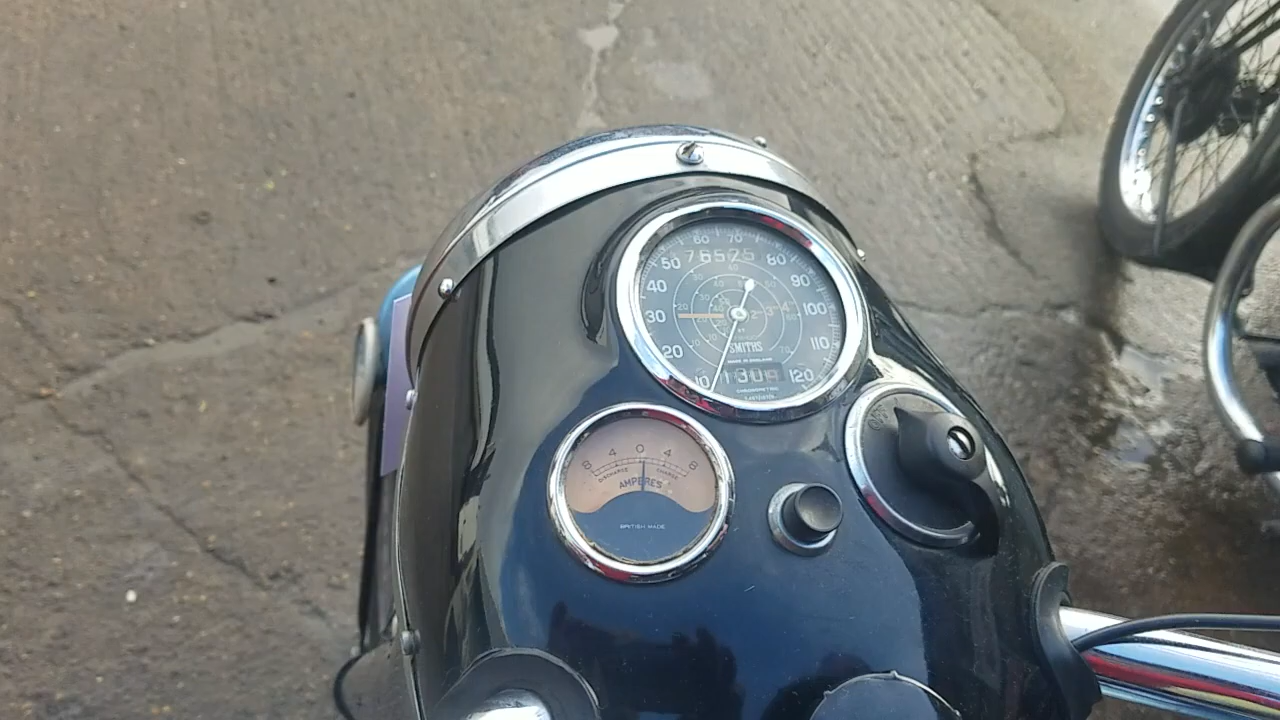 60 70
50 76525 80
40 90
30 100
20 110
10 120
SMITHS
MADE IN ENGLAND
CHRONOMETRIC
8 4 0 4 8
DISCHARGE CHARGE
AMPERES
BRITISH MADE